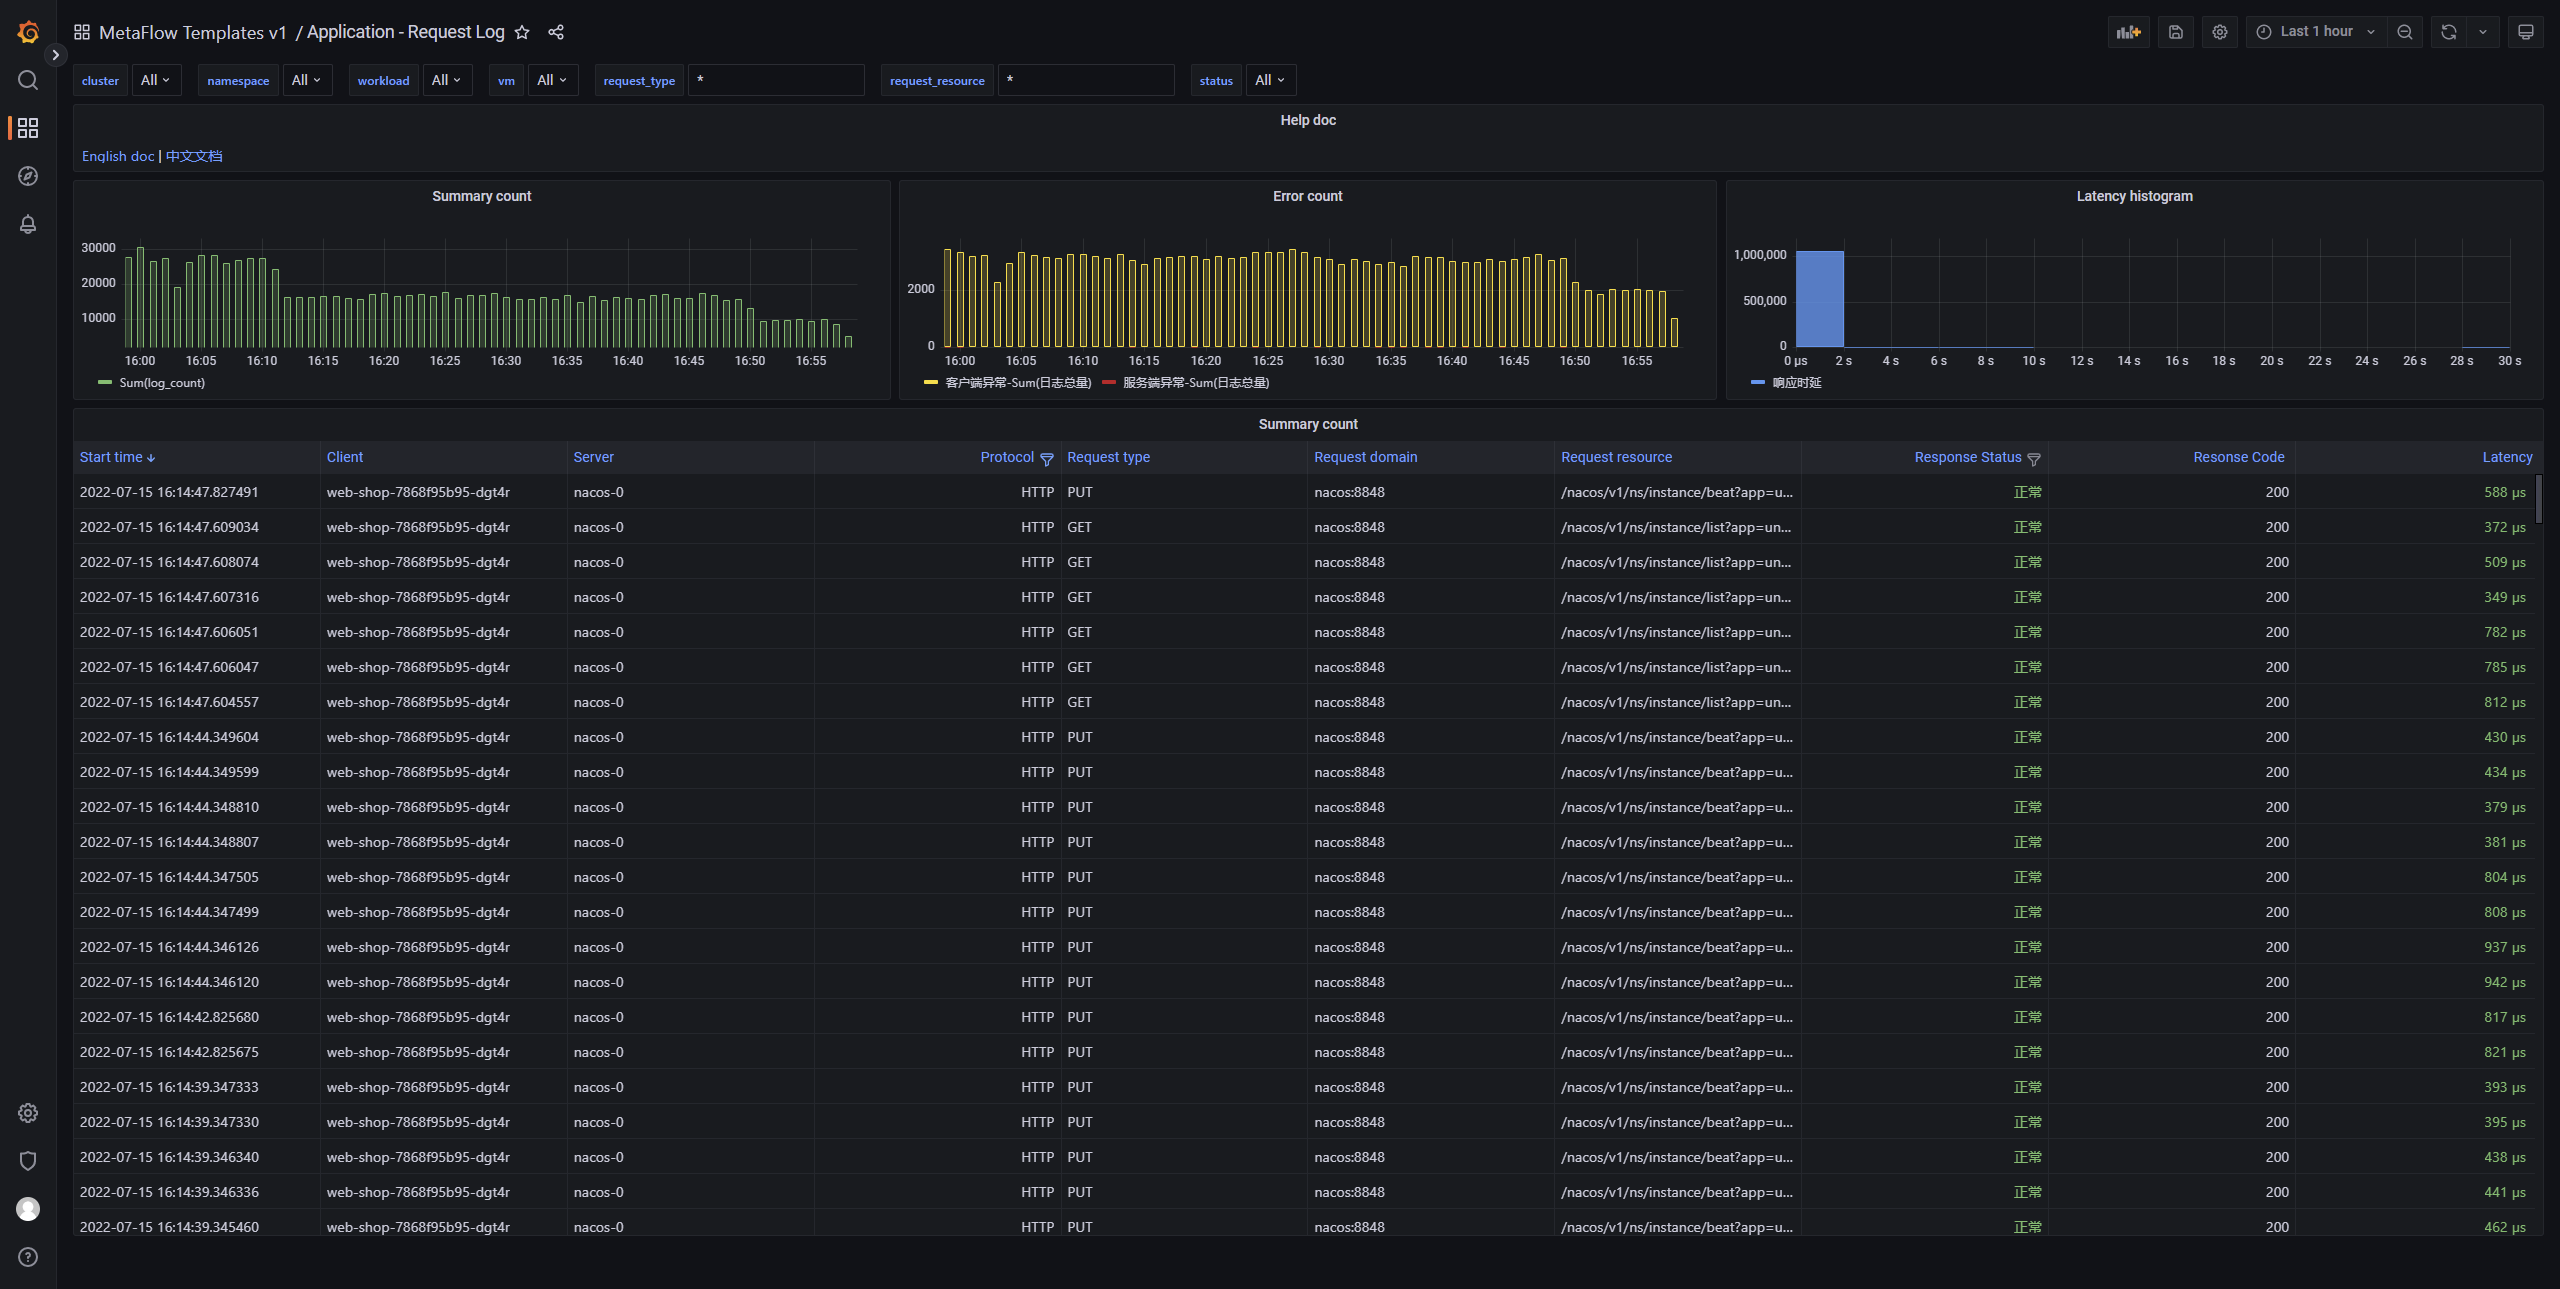 MetaFlow Templates v1 / Application - Request Log
Last 1 hour
cluster All namespace All workload All vm All request_type * request_resource * status All
Help doc
English doc | 中文文档
Summary count
30000
20000
10000
16:00 16:05 16:10 16:15 16:20 16:25 16:30 16:35 16:40 16:45 16:50 16:55
Sum(log_count)
Error count
2000
0
16:00 16:05 16:10 16:15 16:20 16:25 16:30 16:35 16:40 16:45 16:50 16:55
客户端异常-Sum(日志总量) 服务端异常-Sum(日志总量)
Latency histogram
1,000,000
500,000
0
0 µs 2 s 4 s 6 s 8 s 10 s 12 s 14 s 16 s 18 s 20 s 22 s 24 s 26 s 28 s 30 s
响应时延
Summary count
Start time Client Server Protocol Request type Request domain Request resource Response Status Resonse Code Latency
2022-07-15 16:14:47.827491 web-shop-7868f95b95-dgt4r nacos-0 HTTP PUT nacos:8848 /nacos/v1/ns/instance/beat?app=u... 正常 200 588 µs
2022-07-15 16:14:47.609034 web-shop-7868f95b95-dgt4r nacos-0 HTTP GET nacos:8848 /nacos/v1/ns/instance/list?app=un... 正常 200 372 µs
2022-07-15 16:14:47.608074 web-shop-7868f95b95-dgt4r nacos-0 HTTP GET nacos:8848 /nacos/v1/ns/instance/list?app=un... 正常 200 509 µs
2022-07-15 16:14:47.607316 web-shop-7868f95b95-dgt4r nacos-0 HTTP GET nacos:8848 /nacos/v1/ns/instance/list?app=un... 正常 200 349 µs
2022-07-15 16:14:47.606051 web-shop-7868f95b95-dgt4r nacos-0 HTTP GET nacos:8848 /nacos/v1/ns/instance/list?app=un... 正常 200 782 µs
2022-07-15 16:14:47.606047 web-shop-7868f95b95-dgt4r nacos-0 HTTP GET nacos:8848 /nacos/v1/ns/instance/list?app=un... 正常 200 785 µs
2022-07-15 16:14:47.604557 web-shop-7868f95b95-dgt4r nacos-0 HTTP GET nacos:8848 /nacos/v1/ns/instance/list?app=un... 正常 200 812 µs
2022-07-15 16:14:44.349604 web-shop-7868f95b95-dgt4r nacos-0 HTTP PUT nacos:8848 /nacos/v1/ns/instance/beat?app=u... 正常 200 430 µs
2022-07-15 16:14:44.349599 web-shop-7868f95b95-dgt4r nacos-0 HTTP PUT nacos:8848 /nacos/v1/ns/instance/beat?app=u... 正常 200 434 µs
2022-07-15 16:14:44.348810 web-shop-7868f95b95-dgt4r nacos-0 HTTP PUT nacos:8848 /nacos/v1/ns/instance/beat?app=u... 正常 200 379 µs
2022-07-15 16:14:44.348807 web-shop-7868f95b95-dgt4r nacos-0 HTTP PUT nacos:8848 /nacos/v1/ns/instance/beat?app=u... 正常 200 381 µs
2022-07-15 16:14:44.347505 web-shop-7868f95b95-dgt4r nacos-0 HTTP PUT nacos:8848 /nacos/v1/ns/instance/beat?app=u... 正常 200 804 µs
2022-07-15 16:14:44.347499 web-shop-7868f95b95-dgt4r nacos-0 HTTP PUT nacos:8848 /nacos/v1/ns/instance/beat?app=u... 正常 200 808 µs
2022-07-15 16:14:44.346126 web-shop-7868f95b95-dgt4r nacos-0 HTTP PUT nacos:8848 /nacos/v1/ns/instance/beat?app=u... 正常 200 937 µs
2022-07-15 16:14:44.346120 web-shop-7868f95b95-dgt4r nacos-0 HTTP PUT nacos:8848 /nacos/v1/ns/instance/beat?app=u... 正常 200 942 µs
2022-07-15 16:14:42.825680 web-shop-7868f95b95-dgt4r nacos-0 HTTP PUT nacos:8848 /nacos/v1/ns/instance/beat?app=u... 正常 200 817 µs
2022-07-15 16:14:42.825675 web-shop-7868f95b95-dgt4r nacos-0 HTTP PUT nacos:8848 /nacos/v1/ns/instance/beat?app=u... 正常 200 821 µs
2022-07-15 16:14:39.347333 web-shop-7868f95b95-dgt4r nacos-0 HTTP PUT nacos:8848 /nacos/v1/ns/instance/beat?app=u... 正常 200 393 µs
2022-07-15 16:14:39.347330 web-shop-7868f95b95-dgt4r nacos-0 HTTP PUT nacos:8848 /nacos/v1/ns/instance/beat?app=u... 正常 200 395 µs
2022-07-15 16:14:39.346340 web-shop-7868f95b95-dgt4r nacos-0 HTTP PUT nacos:8848 /nacos/v1/ns/instance/beat?app=u... 正常 200 438 µs
2022-07-15 16:14:39.346336 web-shop-7868f95b95-dgt4r nacos-0 HTTP PUT nacos:8848 /nacos/v1/ns/instance/beat?app=u... 正常 200 441 µs
2022-07-15 16:14:39.345460 web-shop-7868f95b95-dgt4r nacos-0 HTTP PUT nacos:8848 /nacos/v1/ns/instance/beat?app=u... 正常 200 462 µs